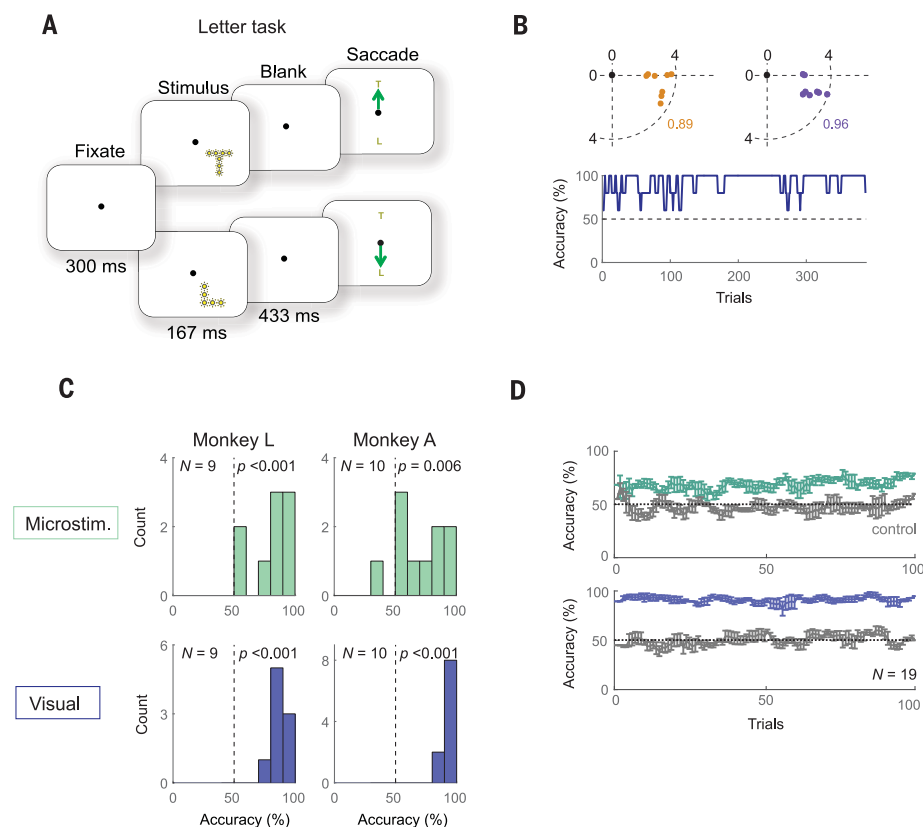 A
Letter task
Fixate
Stimulus
Blank
Saccade
T
L
T
L
300 ms
167 ms
433 ms
B
0 4
0
4
0.89
0 4
0
4
0.96
Accuracy (%)
100
50
0
0 100 200 300
Trials
C
Monkey L
Monkey A
Microstim.
Visual
Count
4
2
0
N = 9 p <0.001
0 50 100
4
2
0
N = 10 p = 0.006
0 50 100
Count
6
3
0
N = 9 p <0.001
0 50 100
Accuracy (%)
8
4
0
N = 10 p <0.001
0 50 100
Accuracy (%)
D
Accuracy (%)
100
50
0
control
0 50 100
Accuracy (%)
100
50
0
N = 19
0 50 100
Trials